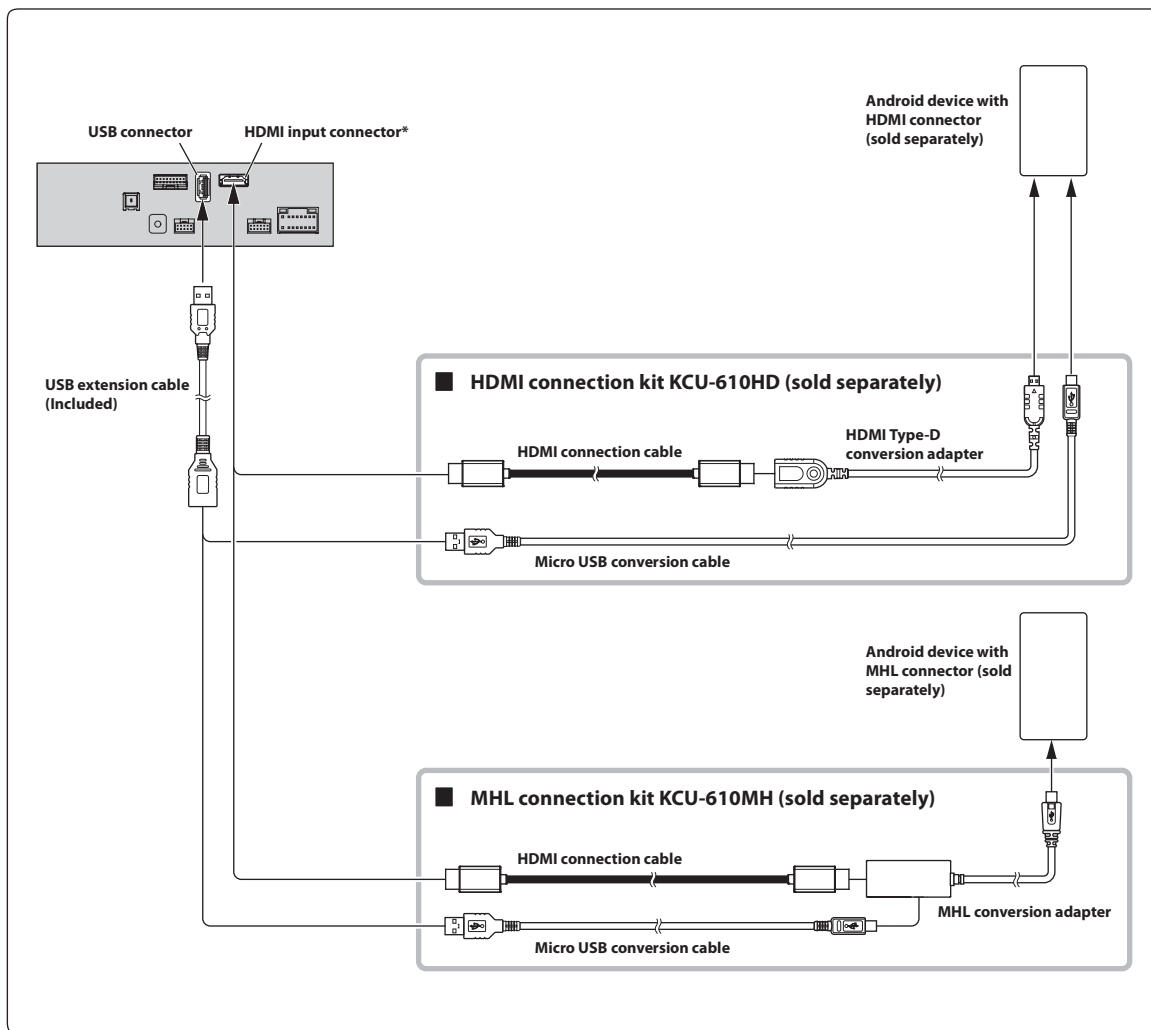 Android device with
HDMI connector
(sold separately)
USB connector
HDMI input connector*
USB extension cable
(Included)
■ HDMI connection kit KCU-610HD (sold separately)
HDMI connection cable
HDMI Type-D
conversion adapter
Micro USB conversion cable
Android device with
MHL connector (sold
separately)
■ MHL connection kit KCU-610MH (sold separately)
HDMI connection cable
MHL conversion adapter
Micro USB conversion cable